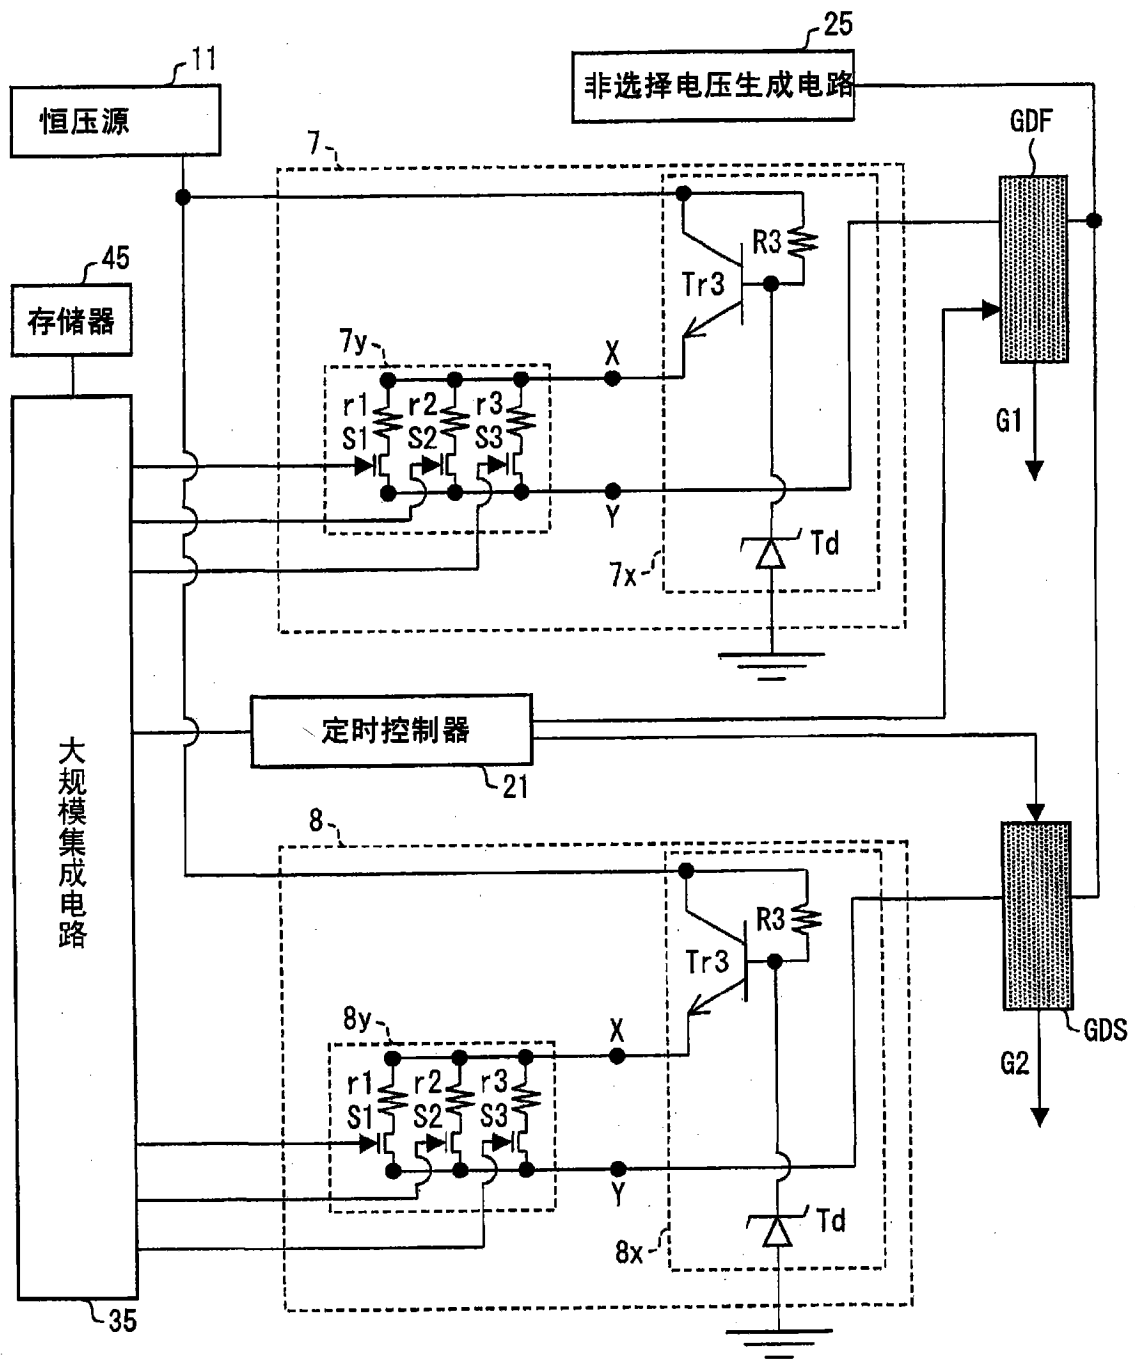 25
11
非选择电压生成电路
恒压源
GDF
7
R3
45
Tr3
存储器
7y
X
r1 r2 r3
S1 S2 S3
G1
Y
Td
7x
定时控制器
21
大规模集成电路
8
R3
Tr3
8y
X
GDS
r1 r2 r3
S1 S2 S3
G2
Y
Td
8x
35